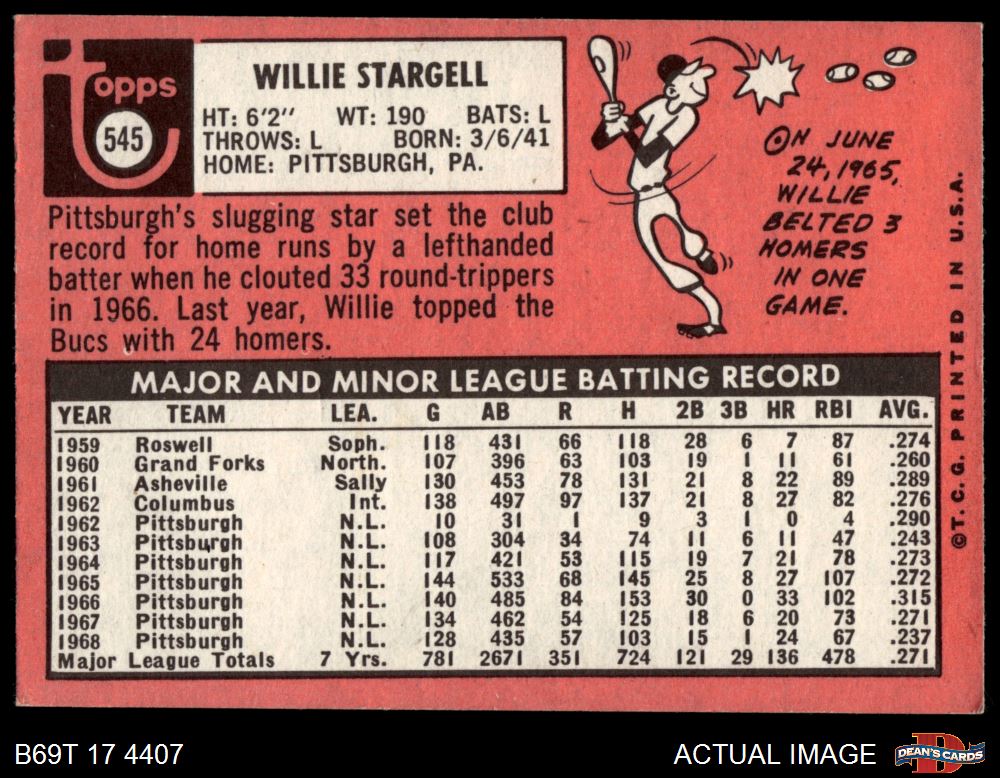 Topps
545
WILLIE STARGELL
HT: 6'2" WT: 190 BATS: L
THROWS: L BORN: 3/6/41
HOME: PITTSBURGH, PA.
Pittsburgh's slugging star set the club
record for home runs by a lefthanded
batter when he clouted 33 round-trippers
in 1966. Last year, Willie topped the
Bucs with 24 homers.
ON JUNE
24, 1965,
WILLIE
BELTED 3
HOMERS
IN ONE
GAME.
©T. C. G. PRINTED IN U.S.A.
MAJOR AND MINOR LEAGUE BATTING RECORD
YEAR TEAM LEA. G AB R H 2B 3B HR RBI AVG.
1959 Roswell Soph. 118 431 66 118 28 6 7 87 .274
1960 Grand Forks North. 107 396 63 103 19 1 11 61 .260
1961 Asheville Sally 130 453 78 131 21 8 22 89 .289
1962 Columbus Int. 138 497 97 137 21 8 27 82 .276
1962 Pittsburgh N.L. 10 31 1 9 3 1 0 4 .290
1963 Pittsburgh N.L. 108 304 34 74 11 6 11 47 .243
1964 Pittsburgh N.L. 117 421 53 115 19 7 21 78 .273
1965 Pittsburgh N.L. 144 533 68 145 25 8 27 107 .272
1966 Pittsburgh N.L. 140 485 84 153 30 0 33 102 .315
1967 Pittsburgh N.L. 134 462 54 125 18 6 20 73 .271
1968 Pittsburgh N.L. 128 435 57 103 15 1 24 67 .237
Major League Totals 7 Yrs. 781 2671 351 724 121 29 136 478 .271
B69T 17 4407
ACTUAL IMAGE
D
DEAN'S CARDS